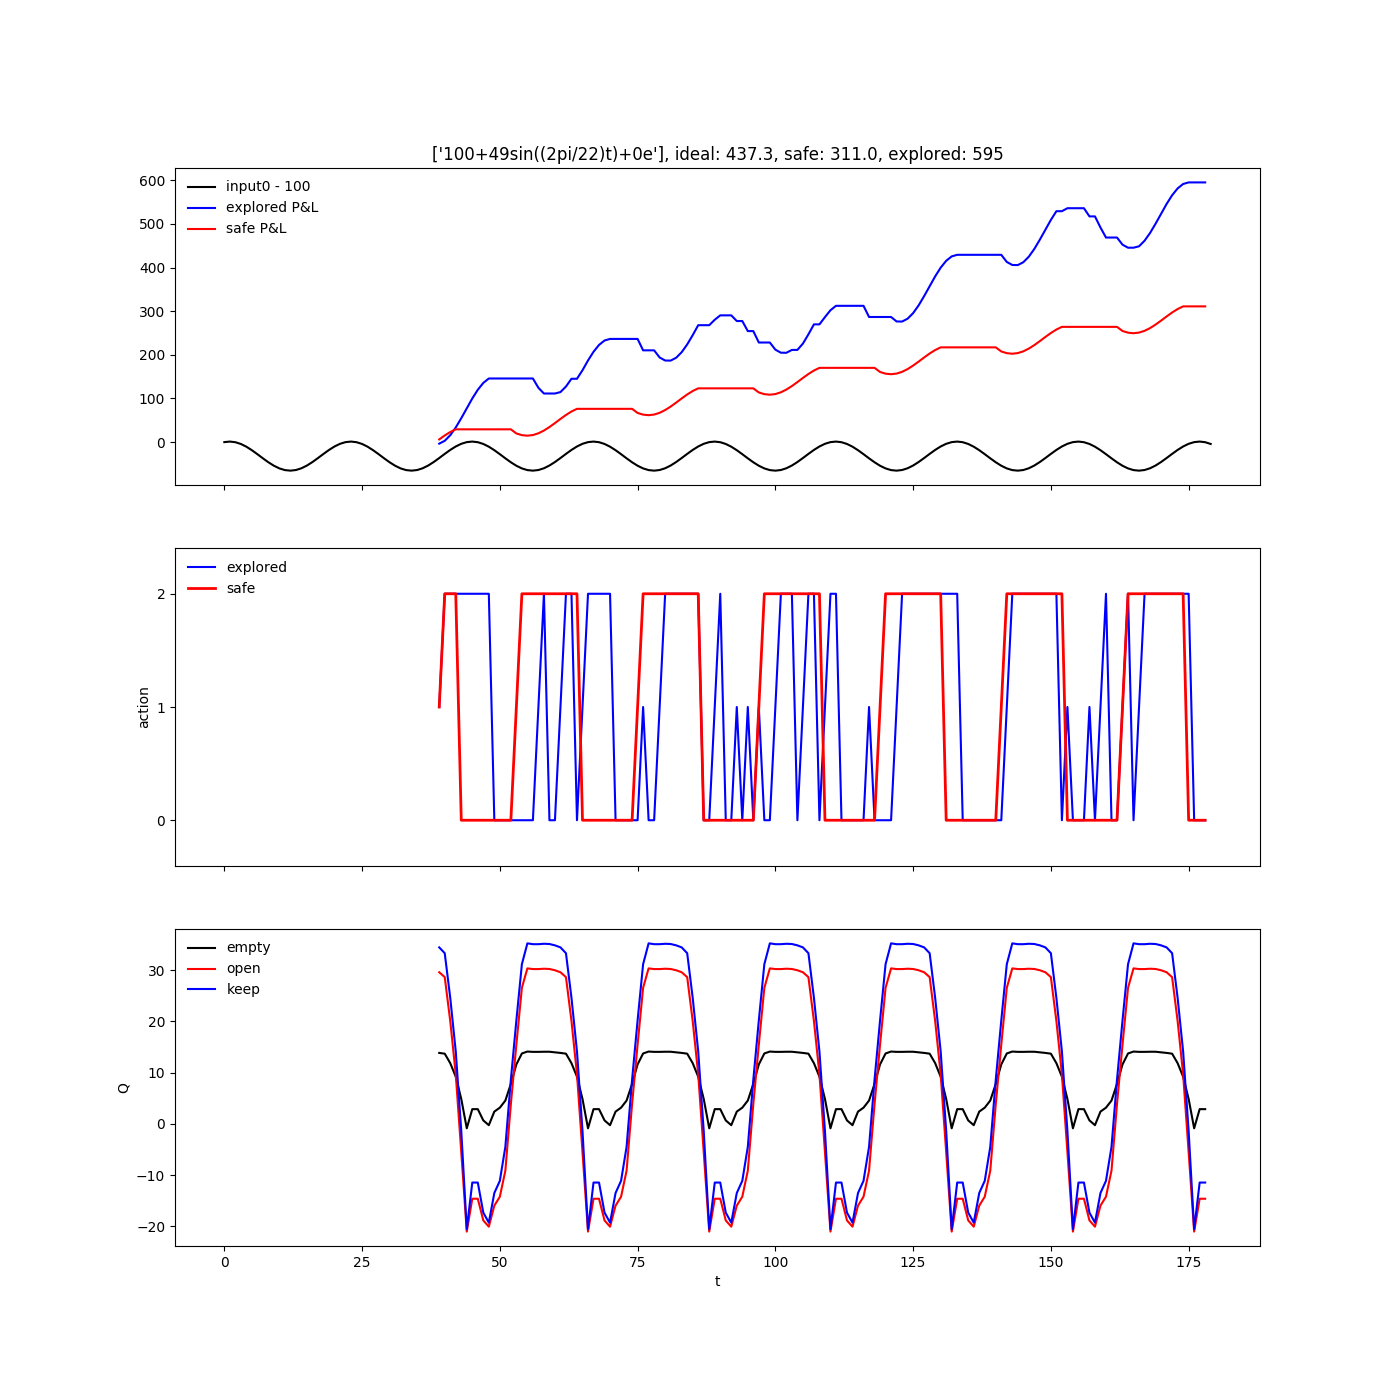 ['100+49sin((2pi/22)t)+0e'], ideal: 437.3, safe: 311.0, explored: 595
input0 - 100
explored P&L
safe P&L
600
500
400
300
200
100
0
explored
safe
action
2
1
0
empty
open
keep
Q
30
20
10
0
−10
−20
0 25 50 75 100 125 150 175
t